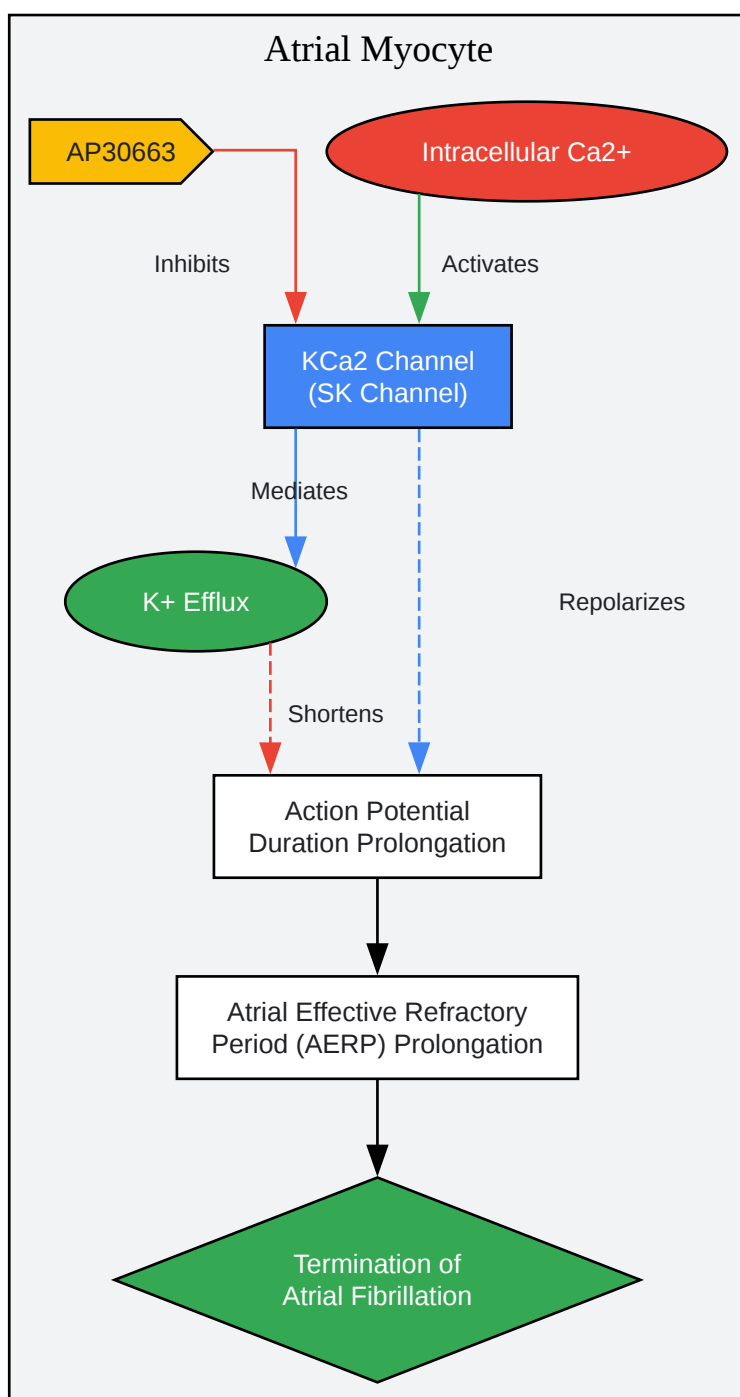 Atrial Myocyte
AP30663
Intracellular Ca2+
Inhibits
Activates
KCa2 Channel
(SK Channel)
Mediates
K+ Efflux
Repolarizes
Shortens
Action Potential
Duration Prolongation
Atrial Effective Refractory
Period (AERP) Prolongation
Termination of
Atrial Fibrillation